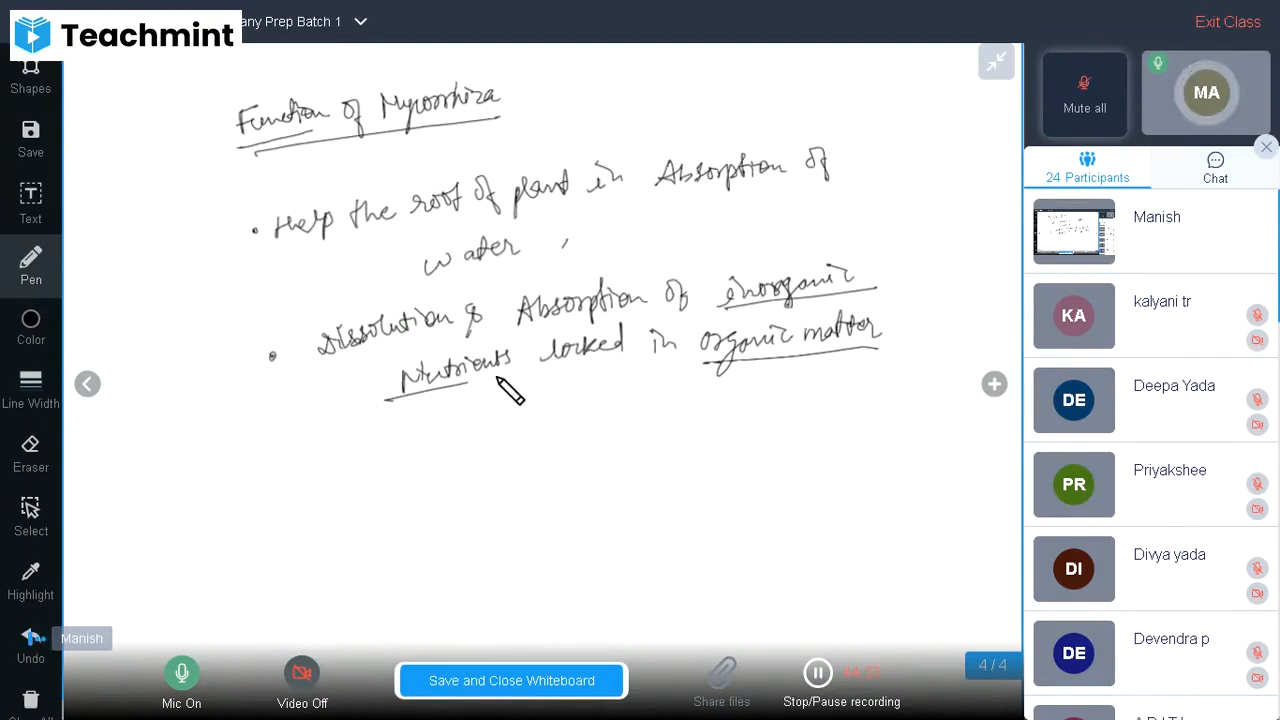 Teachmint
any Prep Batch 1
Exit Class
Shapes
Save
Text
Pen
Color
Line Width
Eraser
Select
Highlight
Undo
Manish
Function of Mycorrhiza
• Help the root of plant in Absorption of
water,
• Dissolution & Absorption of inorganic
Nutrients locked in organic matter
4 / 4
Mic On
Video Off
Save and Close Whiteboard
Share files
44:25
Stop/Pause recording
Mute all
MA
24 Participants
Chat
Manish
KA
kalyani tr
DE
Deepa Yada
PR
Priyakshee
DI
Divya yada
DE
Devendra p